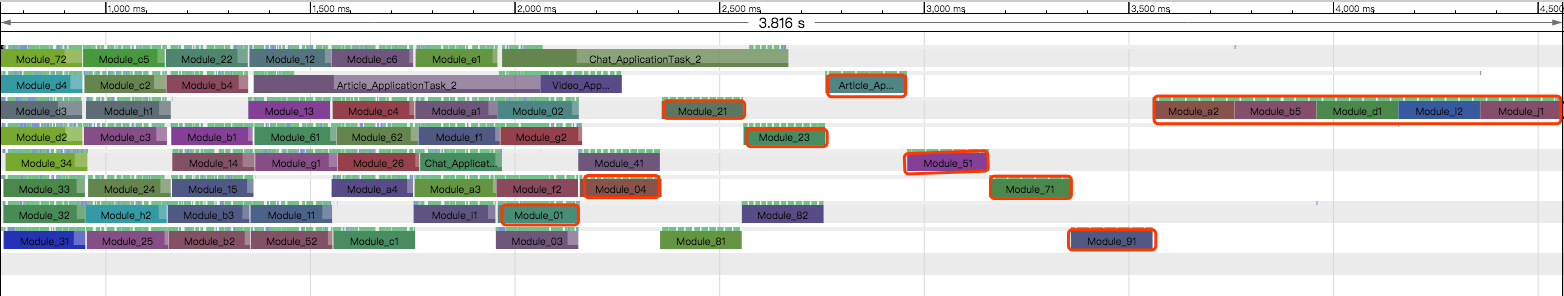 1,000 ms 1,500 ms 2,000 ms 2,500 ms 3,000 ms 3,500 ms 4,000 ms 4,500
3.816 s
Module_72 Module_c5 Module_22 Module_12 Module_c6 Module_e1 Chat_ApplicationTask_2
Module_d4 Module_c2 Module_b4 Article_ApplicationTask_2 Video_App... Article_Ap...
Module_d3 Module_h1 Module_13 Module_c4 Module_a1 Module_02 Module_21 Module_a2 Module_b5 Module_d1 Module_i2 Module_j1
Module_d2 Module_c3 Module_b1 Module_61 Module_62 Module_f1 Module_g2 Module_23
Module_34 Module_14 Module_g1 Module_26 Chat_Applicat... Module_41 Module_51
Module_33 Module_24 Module_15 Module_a4 Module_a3 Module_f2 Module_04 Module_71
Module_32 Module_h2 Module_b3 Module_11 Module_i1 Module_01 Module_82
Module_31 Module_25 Module_b2 Module_52 Module_c1 Module_03 Module_81 Module_91